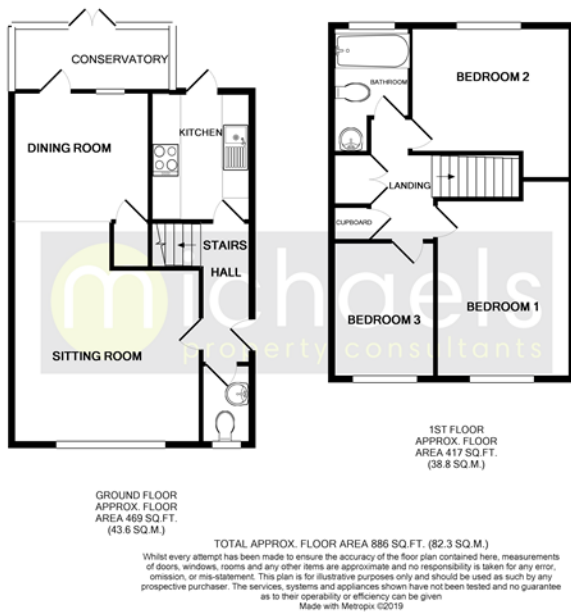 CONSERVATORY
DINING ROOM
KITCHEN
STAIRS
HALL
SITTING ROOM
GROUND FLOOR
APPROX. FLOOR
AREA 469 SQ.FT.
(43.6 SQ.M.)
BATHROOM
BEDROOM 2
LANDING
CUPBOARD
BEDROOM 3
BEDROOM 1
1ST FLOOR
APPROX. FLOOR
AREA 417 SQ.FT.
(38.8 SQ.M.)
michaels
property consultants
TOTAL APPROX. FLOOR AREA 886 SQ.FT. (82.3 SQ.M.)
Whilst every attempt has been made to ensure the accuracy of the floor plan contained here, measurements
of doors, windows, rooms and any other items are approximate and no responsibility is taken for any error,
omission, or mis-statement. This plan is for illustrative purposes only and should be used as such by any
prospective purchaser. The services, systems and appliances shown have not been tested and no guarantee
as to their operability or efficiency can be given
Made with Metropix ©2019